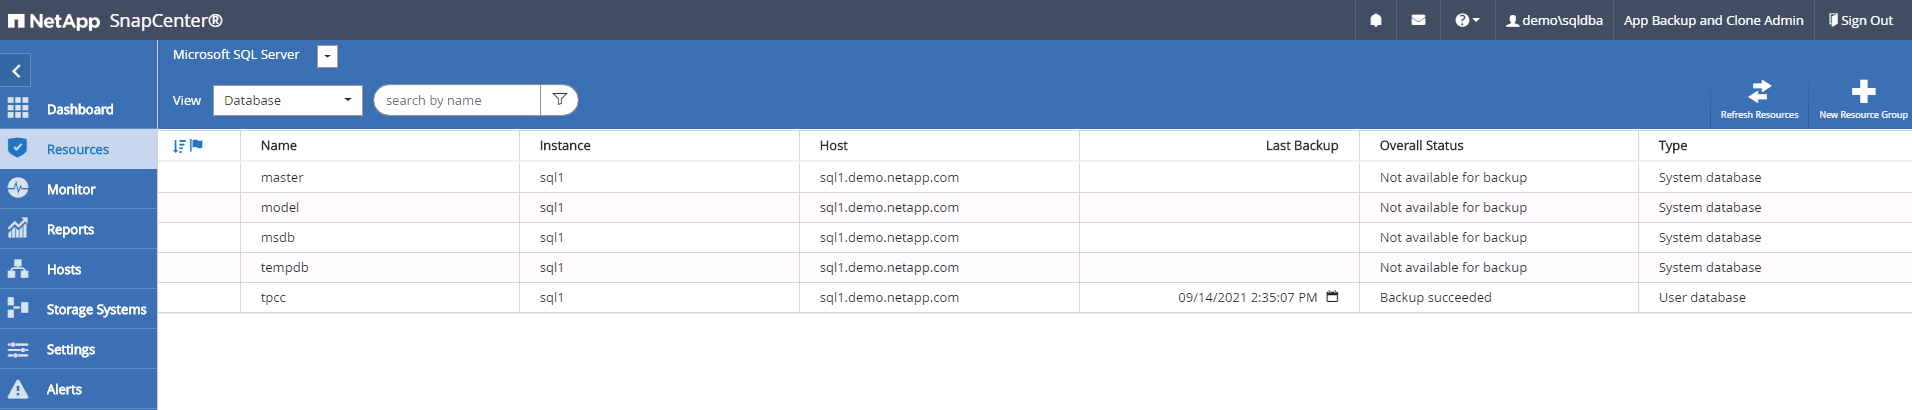 NetApp SnapCenter® demo\sqldba App Backup and Clone Admin Sign Out
Microsoft SQL Server
View Database search by name
Refresh Resources New Resource Group
Dashboard
Resources
Monitor
Reports
Hosts
Storage Systems
Settings
Alerts
Name Instance Host Last Backup Overall Status Type
master sql1 sql1.demo.netapp.com Not available for backup System database
model sql1 sql1.demo.netapp.com Not available for backup System database
msdb sql1 sql1.demo.netapp.com Not available for backup System database
tempdb sql1 sql1.demo.netapp.com Not available for backup System database
tpcc sql1 sql1.demo.netapp.com 09/14/2021 2:35:07 PM Backup succeeded User database